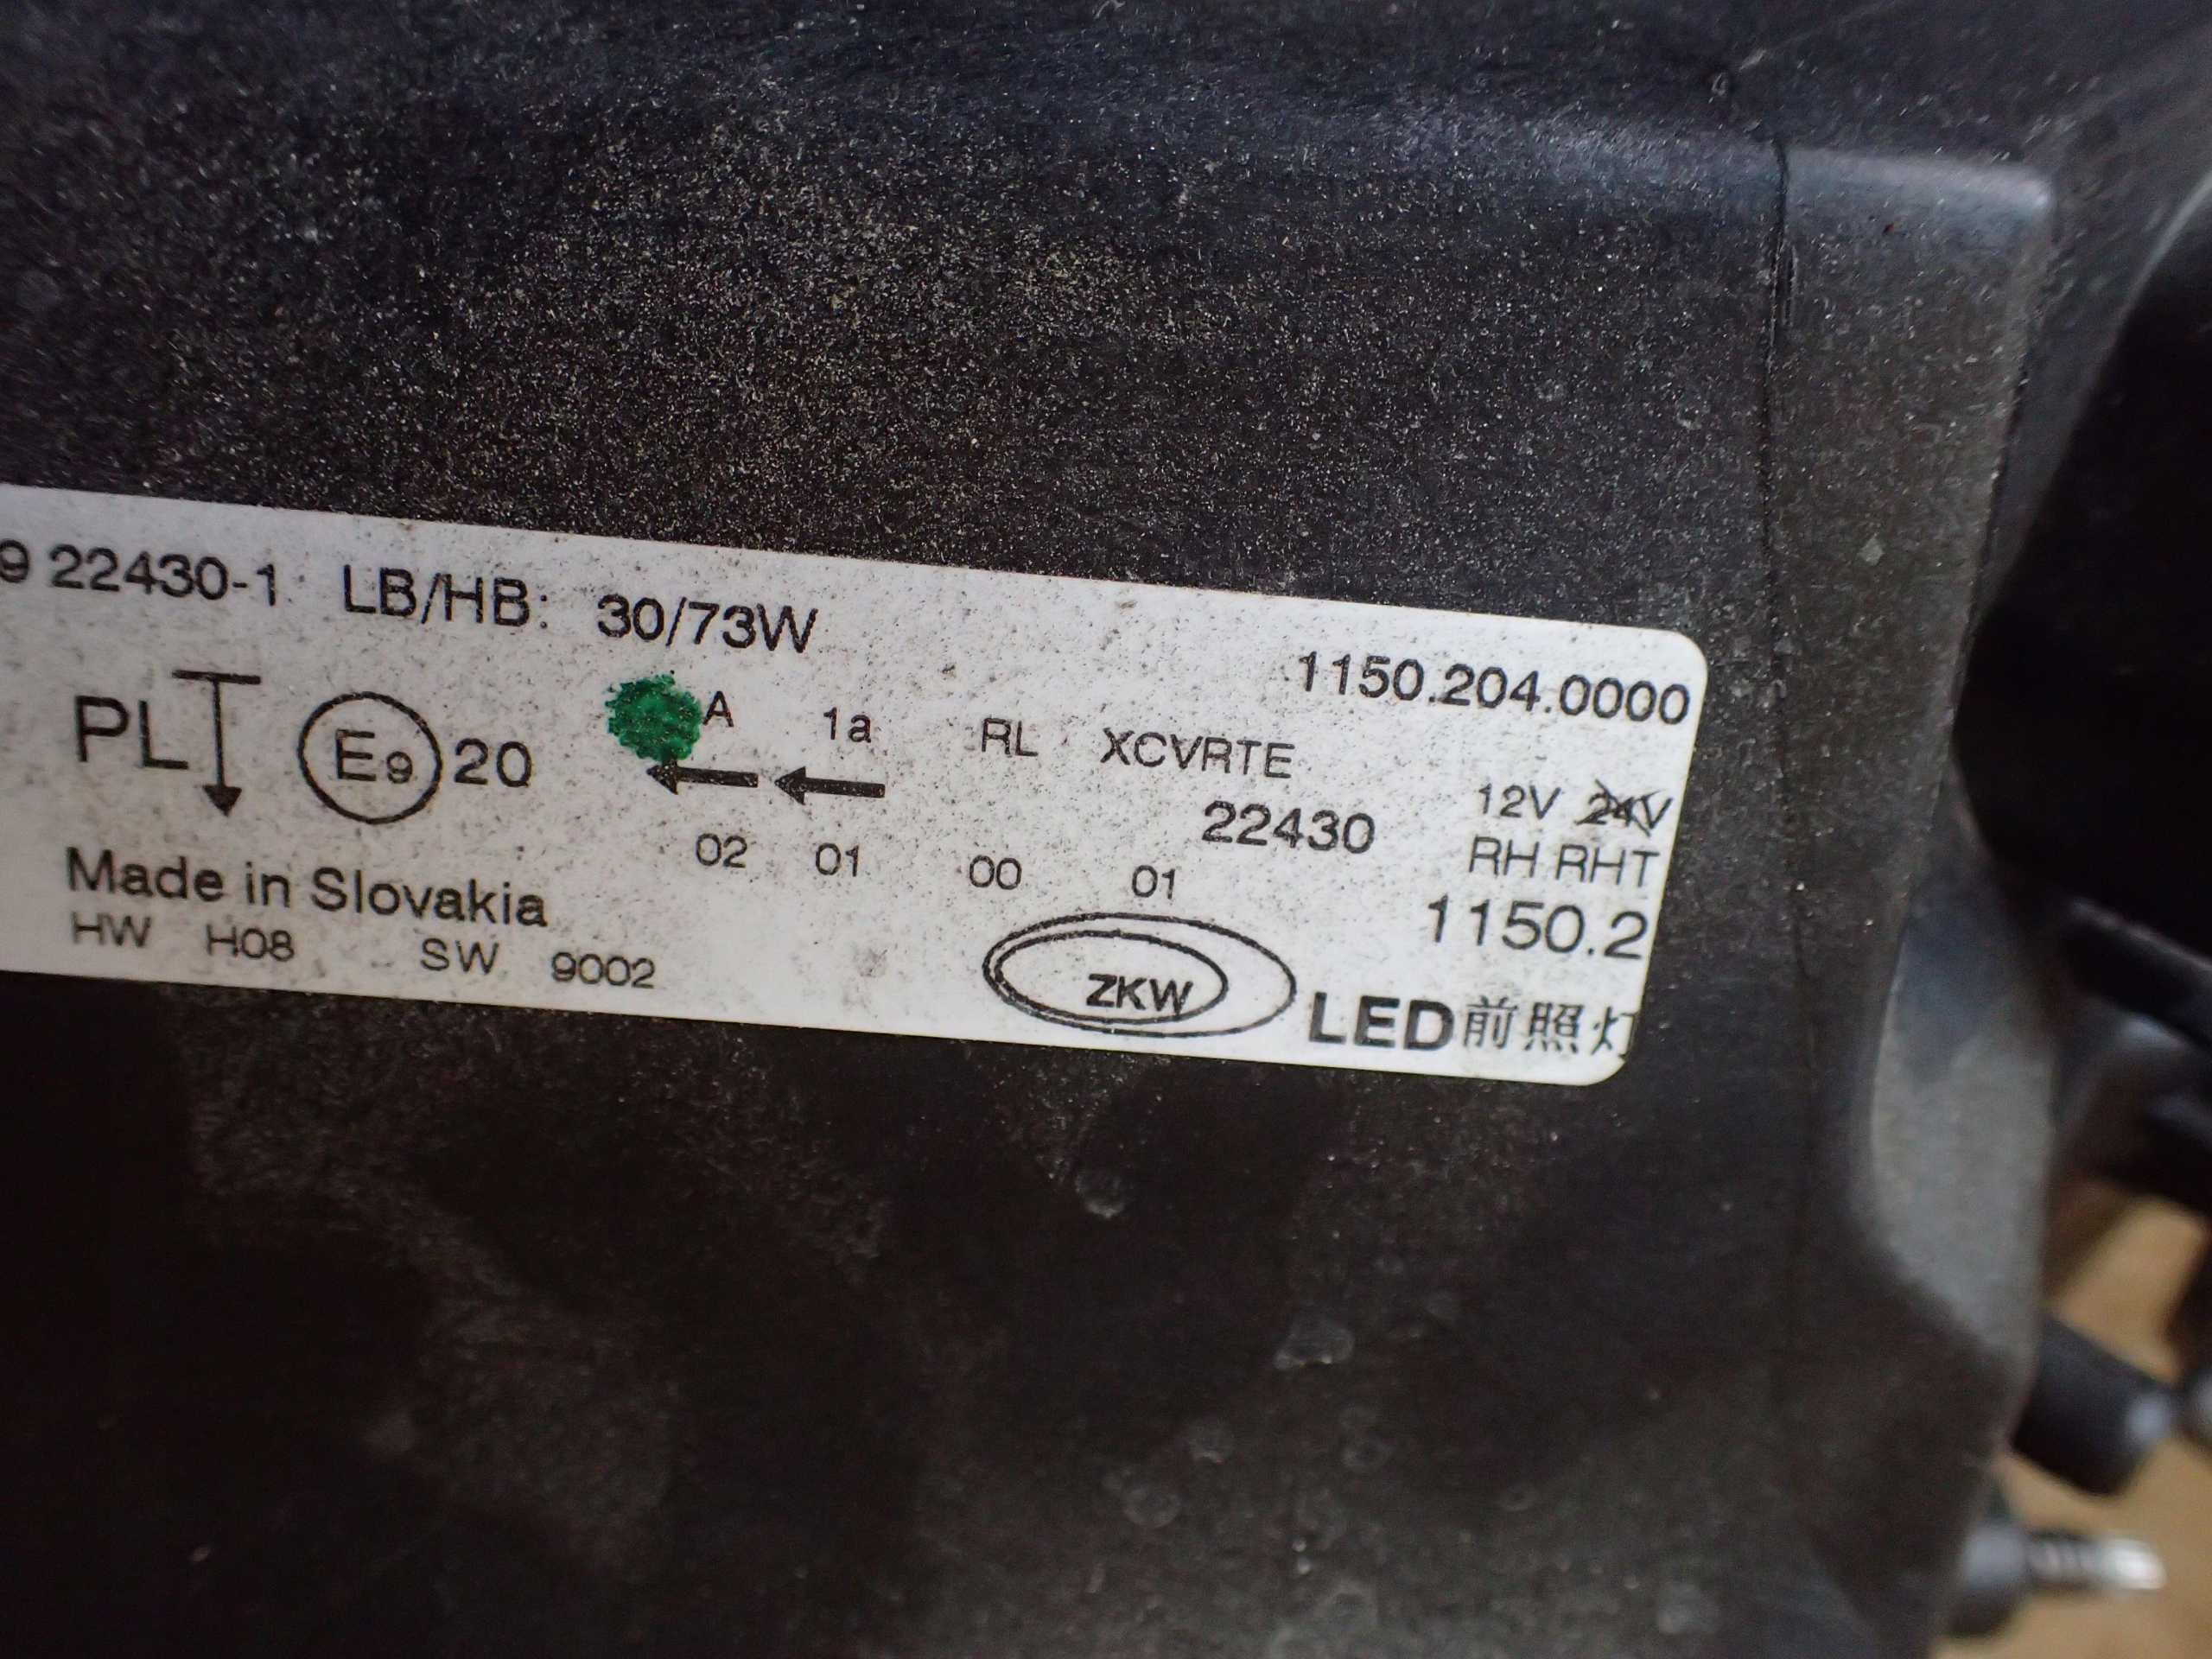 9 22430-1 LB/HB: 30/73W
1150.204.0000
PL E9 20 A 1a RL XCVRTE
12V 24V
22430
RH RHT
02 01 00 01
1150.2
Made in Slovakia
HW H08 SW 9002
ZKW
LED前照灯